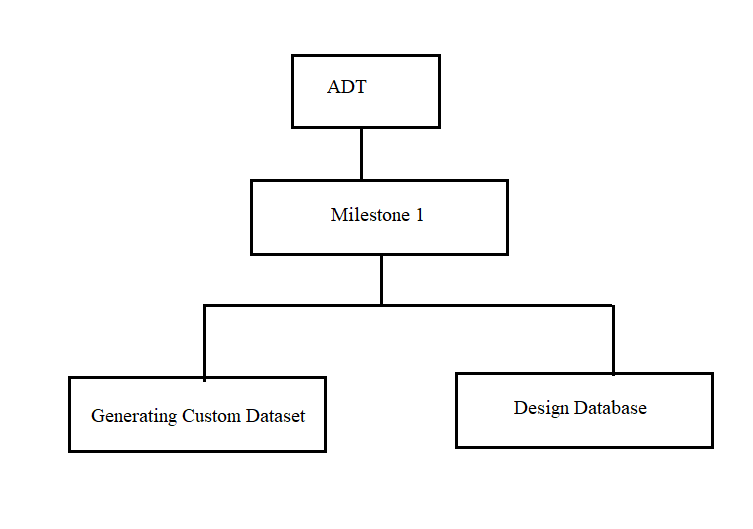 ADT
Milestone 1
Generating Custom Dataset
Design Database